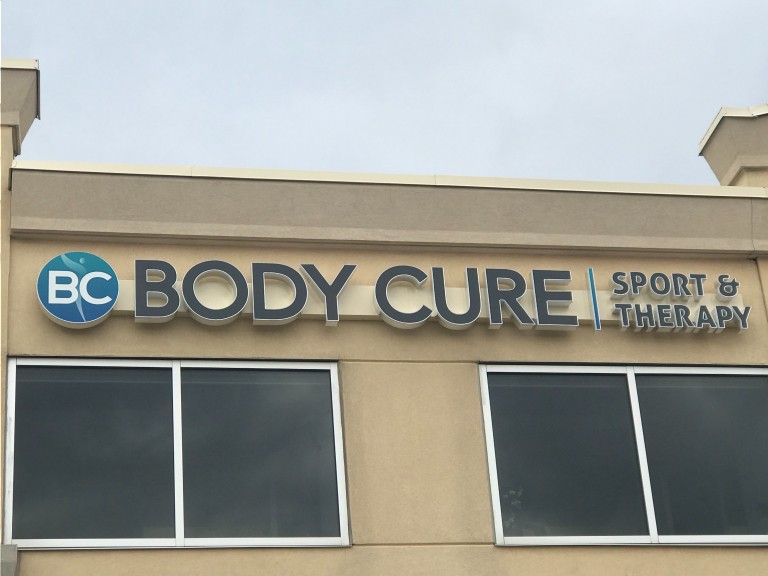 BC BODY CURE
SPORT &
THERAPY